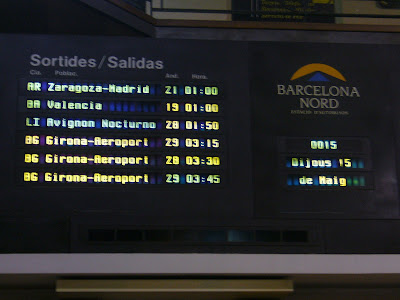 Sortides/Salidas
Cia. Poblac. And. Hora.
AR Zaragoza-Madrid 21 01:00
BA Valencia 19 01:00
LI Avignon Nocturno 28 01:50
BG Girona-Aeroport 29 03:15
BG Girona-Aeroport 28 03:30
BG Girona-Aeroport 29 03:45
BARCELONA
NORD
0015
Dijous 15
de Maig